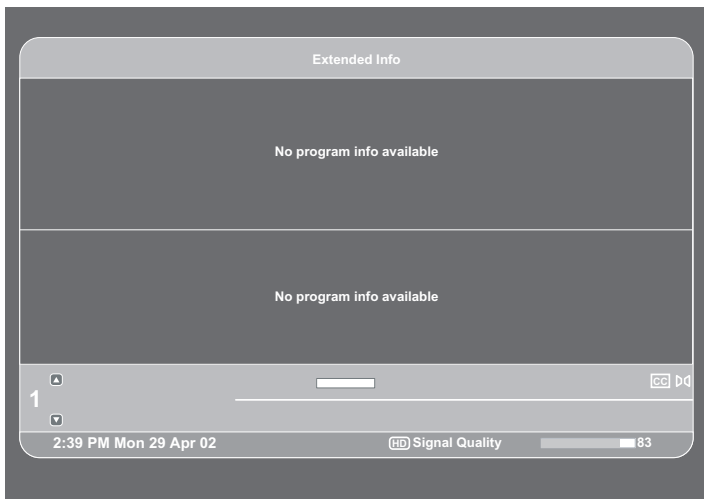 Extended Info
No program info available
No program info available
CC
1
2:39 PM Mon 29 Apr 02 HD Signal Quality 83